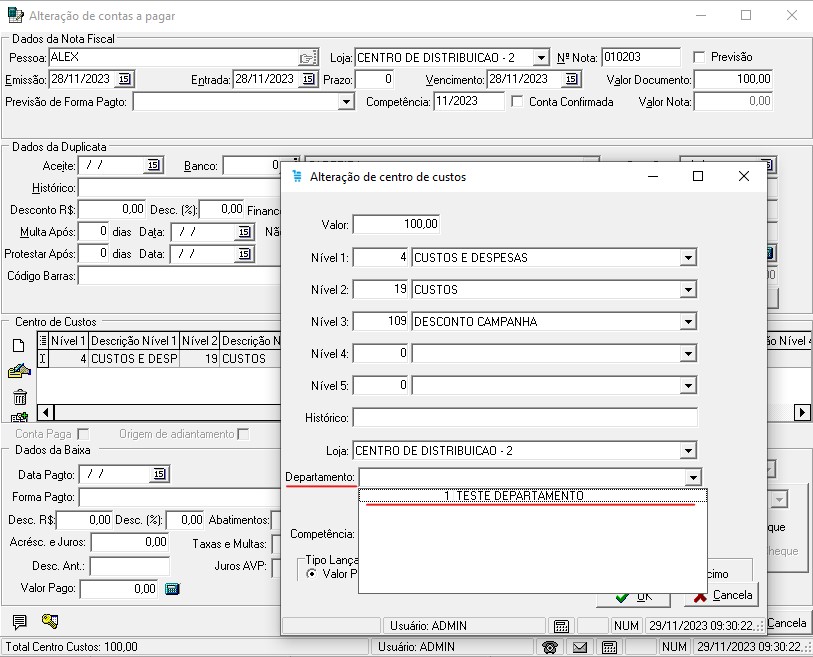 Alteração de contas a pagar
Dados da Nota Fiscal
Pessoa: ALEX Loja: CENTRO DE DISTRIBUICAO - 2 Nº Nota: 010203 Previsão
Emissão: 28/11/2023 15 Entrada: 28/11/2023 15 Prazo: 0 Vencimento: 28/11/2023 15 Valor Documento: 100,00
Previsão de Forma Pagto: Competência: 11/2023 Conta Confirmada Valor Nota: 0,00
Dados da Duplicata
Aceite: / / 15 Banco: 0
Histórico:
Desconto R$: 0,00 Desc. (%): 0,00 Financ
Multa Após: 0 dias Data: / / 15 Nã
Protestar Após: 0 dias Data: / / 15
Código Barras:
Centro de Custos
Nível 1 Descrição Nível 1 Nível 2 Descrição N
4 CUSTOS E DESP 19 CUSTOS
ão Nível 4
Conta Paga Origem de adiantamento
Dados da Baixa
Data Pagto: / / 15
Forma Pagto:
Desc. R$: 0,00 Desc. (%): 0,00 Abatimentos:
Acrésc. e Juros: 0,00 Taxas e Multas:
Desc. Ant.: Juros AVP:
Valor Pago: 0,00
que
heque
Cancela
Total Centro Custos: 100,00 Usuário: ADMIN NUM 29/11/2023 09:30:22
Alteração de centro de custos
Valor: 100,00
Nível 1: 4 CUSTOS E DESPESAS
Nível 2: 19 CUSTOS
Nível 3: 109 DESCONTO CAMPANHA
Nível 4: 0
Nível 5: 0
Histórico:
Loja: CENTRO DE DISTRIBUICAO - 2
Departamento:
1 TESTE DEPARTAMENTO
Competência:
Tipo Lança
Valor P cimo
OK Cancela
Usuário: ADMIN NUM 29/11/2023 09:30:22